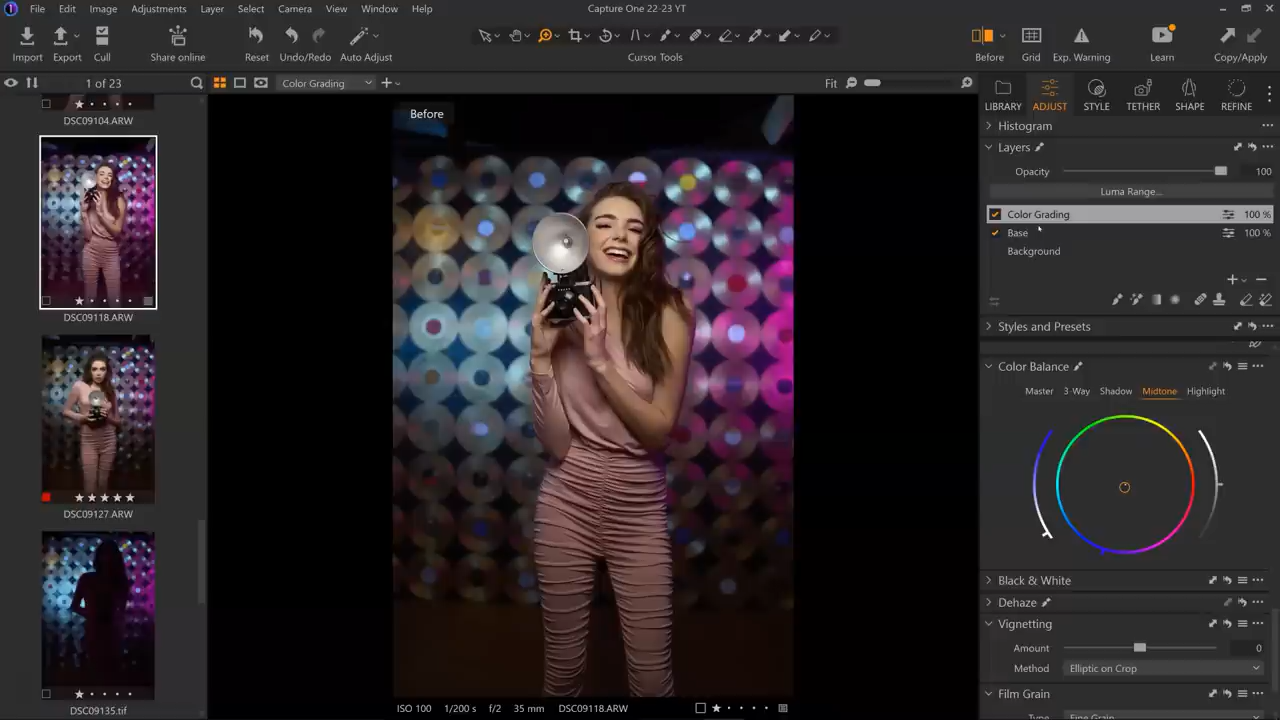 File Edit Image Adjustments Layer Select Camera View Window Help
Capture One 22-23 YT
Import Export Cull Share online Reset Undo/Redo Auto Adjust
Cursor Tools
Before Grid Exp. Warning Learn Copy/Apply
1 of 23
Color Grading
Fit
LIBRARY ADJUST STYLE TETHER SHAPE REFINE
DSC09104.ARW
DSC09118.ARW
DSC09127.ARW
DSC09135.tif
Before
ISO 100 1/200 s f/2 35 mm DSC09118.ARW
Histogram
Layers
Opacity 100
Luma Range...
Color Grading 100 %
Base 100 %
Background
Styles and Presets
Color Balance
Master 3-Way Shadow Midtone Highlight
Black & White
Dehaze
Vignetting
Amount 0
Method Elliptic on Crop
Film Grain
Type Fine Grain